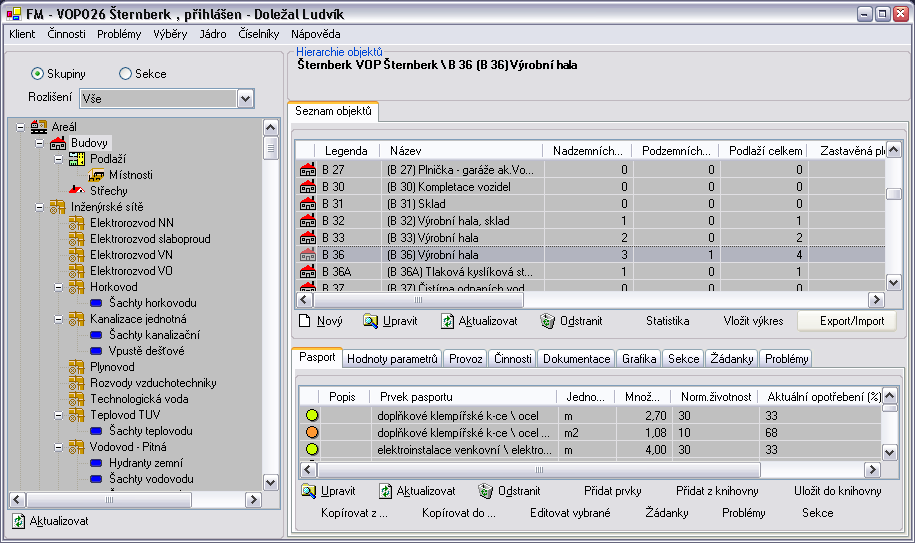 FM - VOP026 Šternberk , přihlášen - Doležal Ludvík
Klient Činnosti Problémy Výběry Jádro Číselníky Nápověda
Skupiny Sekce
Rozlišení Vše
Areál
Budovy
Podlaží
Místnosti
Střechy
Inženýrské sítě
Elektrorozvod NN
Elektrorozvod slaboproud
Elektrorozvod VN
Elektrorozvod VO
Horkovod
Šachty horkovodu
Kanalizace jednotná
Šachty kanalizační
Vpustě dešťové
Plynovod
Rozvody vzduchotechniky
Technologická voda
Teplovod TUV
Šachty teplovodu
Vodovod - Pitná
Hydranty zemní
Šachty vodovodu
Aktualizovat
Hierarchie objektů
Šternberk VOP Šternberk \ B 36 (B 36) Výrobní hala
Seznam objektů
Legenda Název Nadzemních... Podzemních... Podlaží celkem Zastavěná plo
B 27 (B 27) Plnička - garáže ak.Vo... 0 0 0
B 30 (B 30) Kompletace vozidel 0 0 0
B 31 (B 31) Sklad 0 0 0
B 32 (B 32) Výrobní hala, sklad 1 0 1
B 33 (B 33) Výrobní hala 2 0 2
B 36 (B 36) Výrobní hala 3 1 4
B 36A (B 36A) Tlaková kyslíková st... 1 0 1
B 37 (B 37) Čistírna odpaních vod 0 0 0
Nový Upravit Aktualizovat Odstranit Statistika Vložit výkres Export/Import
Pasport Hodnoty parametrů Provoz Činnosti Dokumentace Grafika Sekce Žádanky Problémy
Popis Prvek pasportu Jedno... Množ... Norm.životnost Aktuální opotřebení (%)
doplňkové klempířské k-ce \ ocel m 2,70 30 33
doplňkové klempířské k-ce \ ocel ... m2 1,08 10 68
elektroinstalace venkovní \ elektro... m 4,00 30 33
Upravit Aktualizovat Odstranit Přidat prvky Přidat z knihovny Uložit do knihovny
Kopírovat z ... Kopírovat do ... Editovat vybrané Žádanky Problémy Sekce